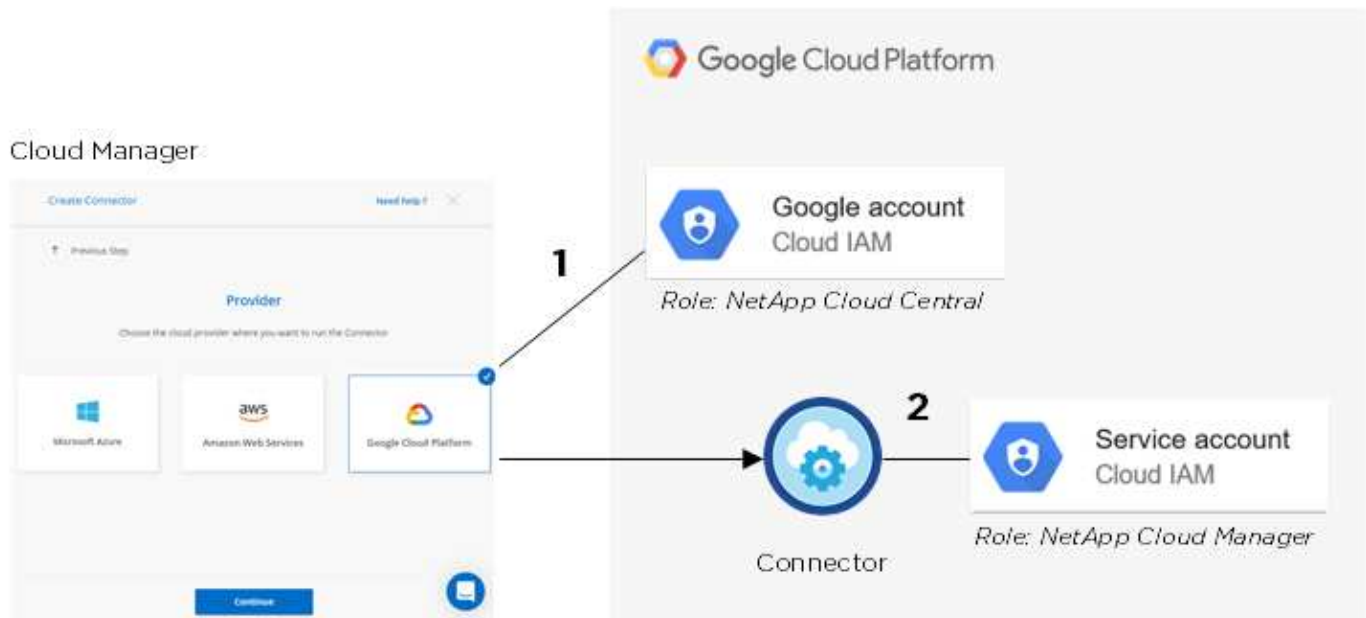 Google Cloud Platform
Cloud Manager
Create Connector
Need help ?
Previous Step
Provider
Choose the cloud provider where you want to run the Connector
Microsoft Azure
aws
Amazon Web Services
Google Cloud Platform
Continue
1
Google account
Cloud IAM
Role: NetApp Cloud Central
2
Connector
Service account
Cloud IAM
Role: NetApp Cloud Manager